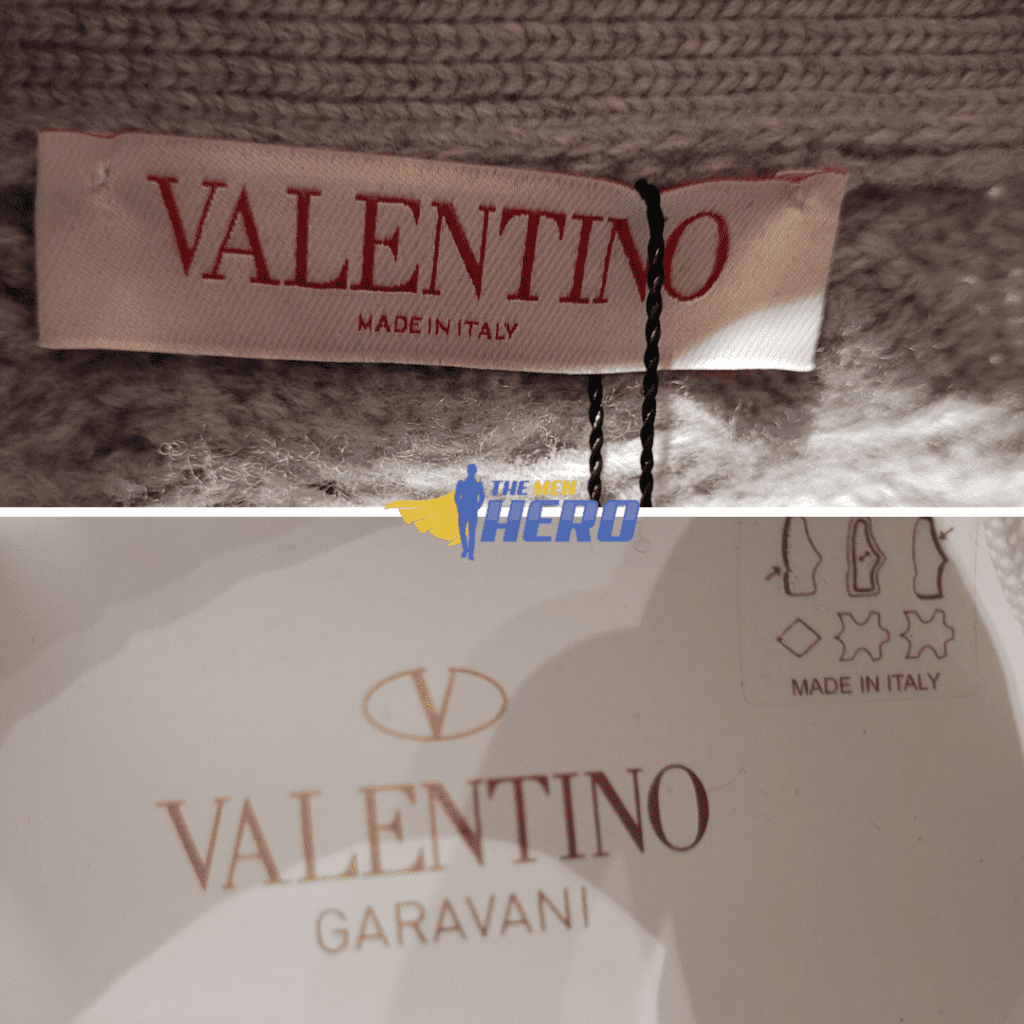 VALENTINO
MADE IN ITALY
THE MEN
HERO
MADE IN ITALY
V
VALENTINO
GARAVANI